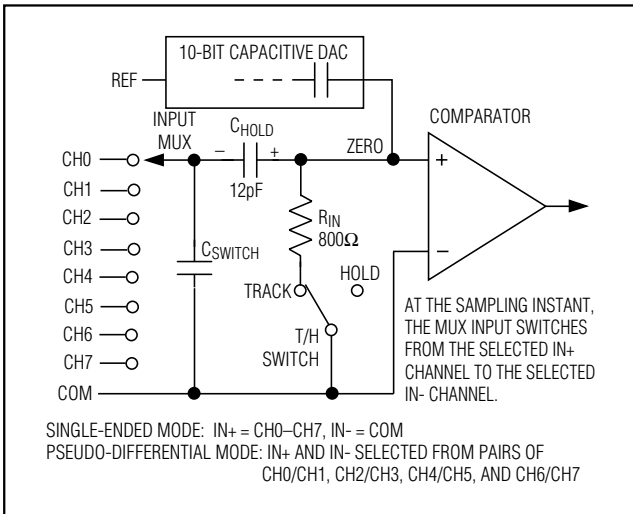 10-BIT CAPACITIVE DAC
REF
INPUT
MUX
CHOLD
12pF
ZERO
COMPARATOR
CH0
CH1
CH2
CH3
CH4
CH5
CH6
CH7
COM
CSWITCH
RIN
800Ω
HOLD
TRACK
T/H
SWITCH
– +
+
–
AT THE SAMPLING INSTANT,
THE MUX INPUT SWITCHES
FROM THE SELECTED IN+
CHANNEL TO THE SELECTED
IN- CHANNEL.
SINGLE-ENDED MODE: IN+ = CH0–CH7, IN- = COM
PSEUDO-DIFFERENTIAL MODE: IN+ AND IN- SELECTED FROM PAIRS OF
CH0/CH1, CH2/CH3, CH4/CH5, AND CH6/CH7